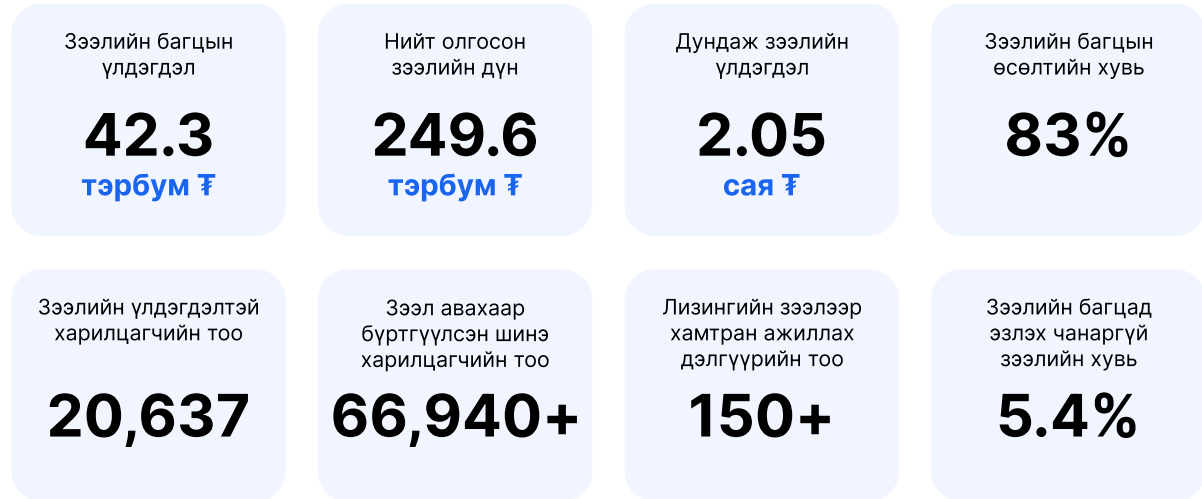 Зээлийн багцын
үлдэгдэл
42.3
тэрбум ₮
Нийт олгосон
зээлийн дүн
249.6
тэрбум ₮
Дундаж зээлийн
үлдэгдэл
2.05
сая ₮
Зээлийн багцын
өсөлтийн хувь
83%
Зээлийн үлдэгдэлтэй
харилцагчийн тоо
20,637
Зээл авахаар
бүртгүүлсэн шинэ
харилцагчийн тоо
66,940+
Лизингийн зээлээр
хамтран ажиллах
дэлгүүрийн тоо
150+
Зээлийн багцад
эзлэх чанаргүй
зээлийн хувь
5.4%